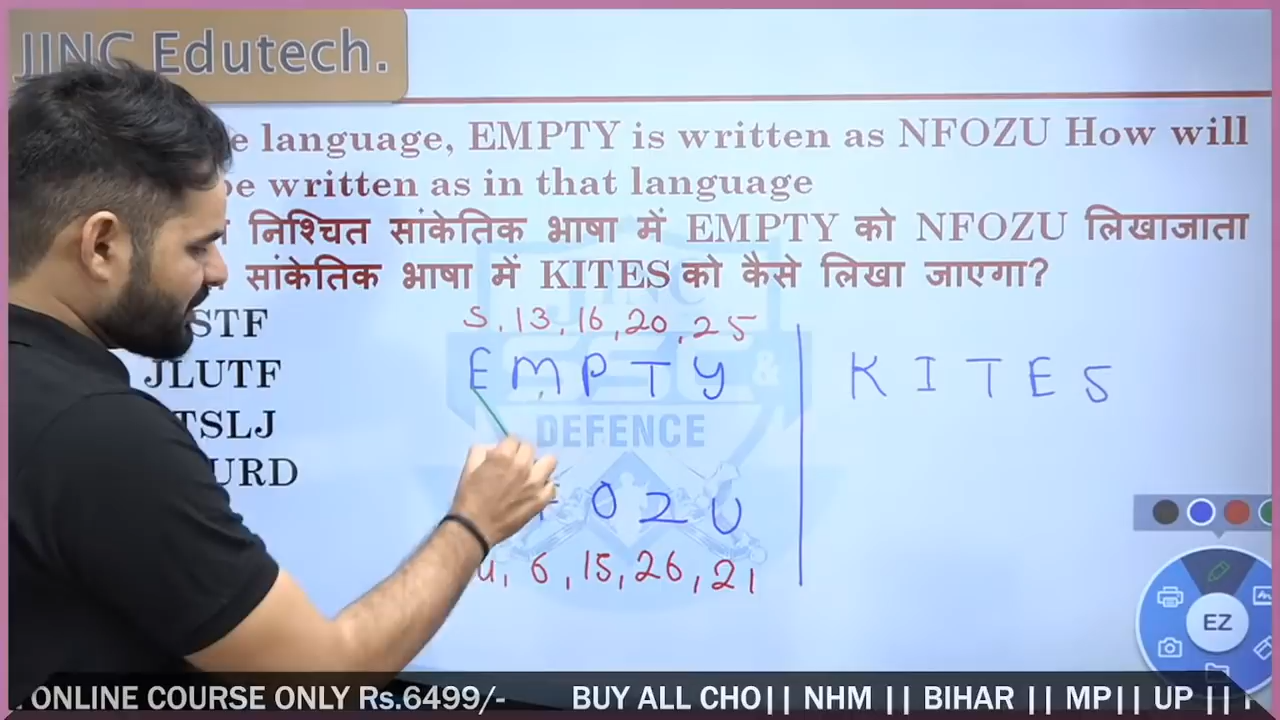 JINC Edutech.
language, EMPTY is written as NFOZU How will
be written as in that language
निश्चित सांकेतिक भाषा में EMPTY को NFOZU लिखाजाता
सांकेतिक भाषा में KITES को कैसे लिखा जाएगा?
STF
JLUTF
TSLJ
URD
5, 13, 16, 20, 25
E M P T Y
K I T E S
DEFENCE
O Z U
6, 15, 26, 21
EZ
ONLINE COURSE ONLY Rs.6499/- BUY ALL CHO|| NHM || BIHAR || MP|| UP ||